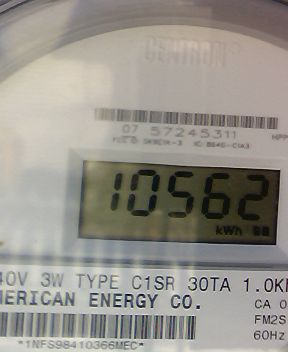 CENTRON®
07 57245311
10562
kWh
40V 3W TYPE C1SR 30TA 1.0K
MERICAN ENERGY CO.
CA 0
FM2S
60Hz
*1NFS98410366MEC*